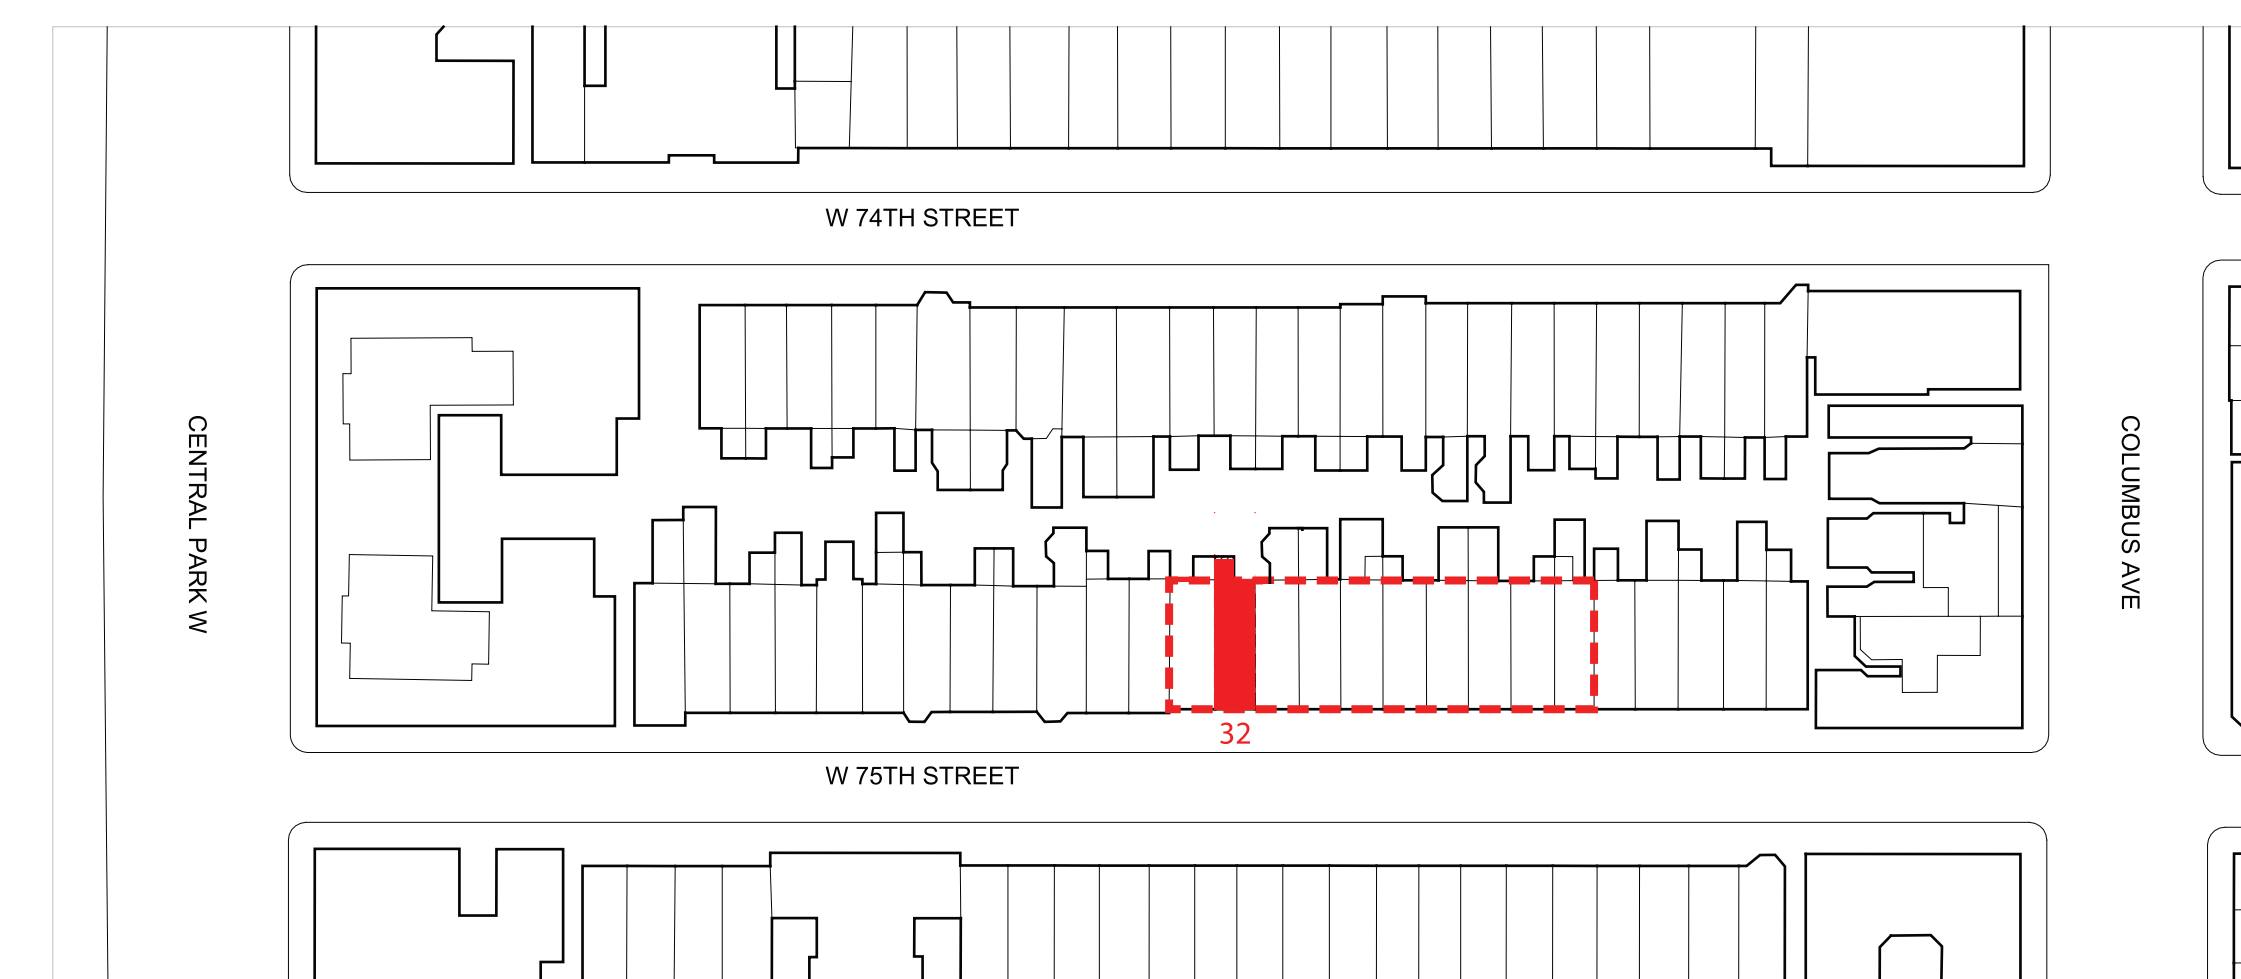 W 74TH STREET
CENTRAL PARK W
COLUMBUS AVE
32
W 75TH STREET